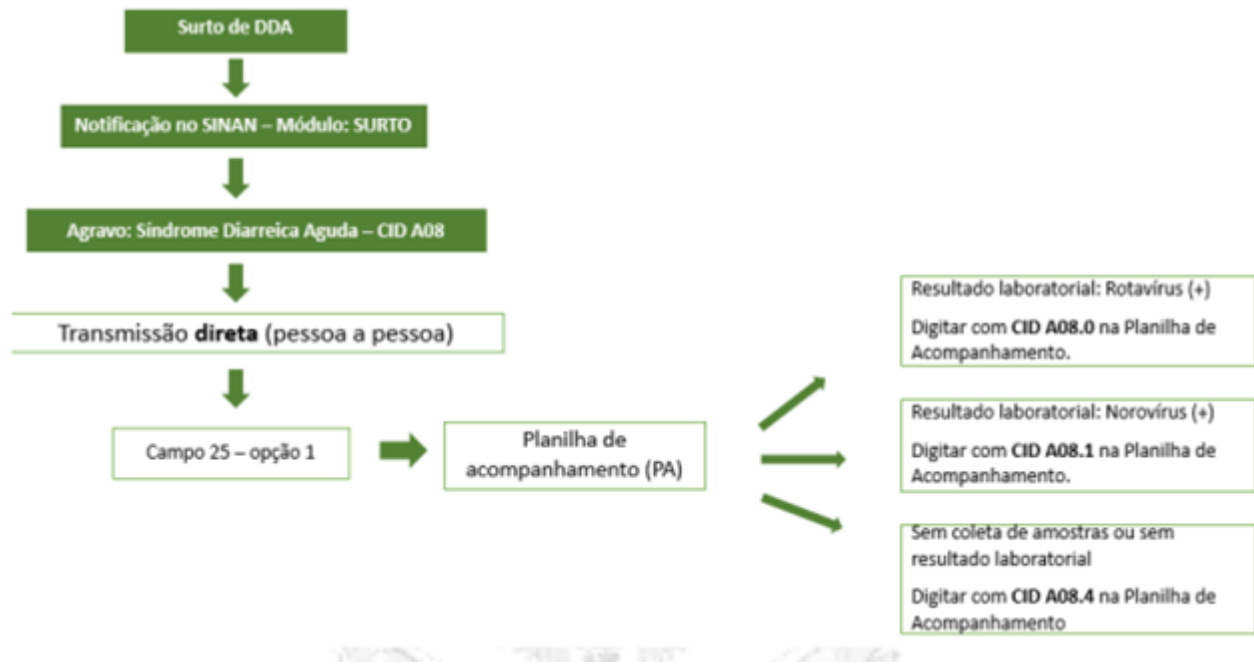 Surto de DDA
Notificação no SINAN – Módulo: SURTO
Agravo: Síndrome Diarreica Aguda – CID A08
Transmissão direta (pessoa a pessoa)
Campo 25 – opção 1
Planilha de
acompanhamento (PA)
Resultado laboratorial: Rotavírus (+)
Digitar com CID A08.0 na Planilha de
Acompanhamento.
Resultado laboratorial: Norovírus (+)
Digitar com CID A08.1 na Planilha de
Acompanhamento.
Sem coleta de amostras ou sem
resultado laboratorial
Digitar com CID A08.4 na Planilha de
Acompanhamento